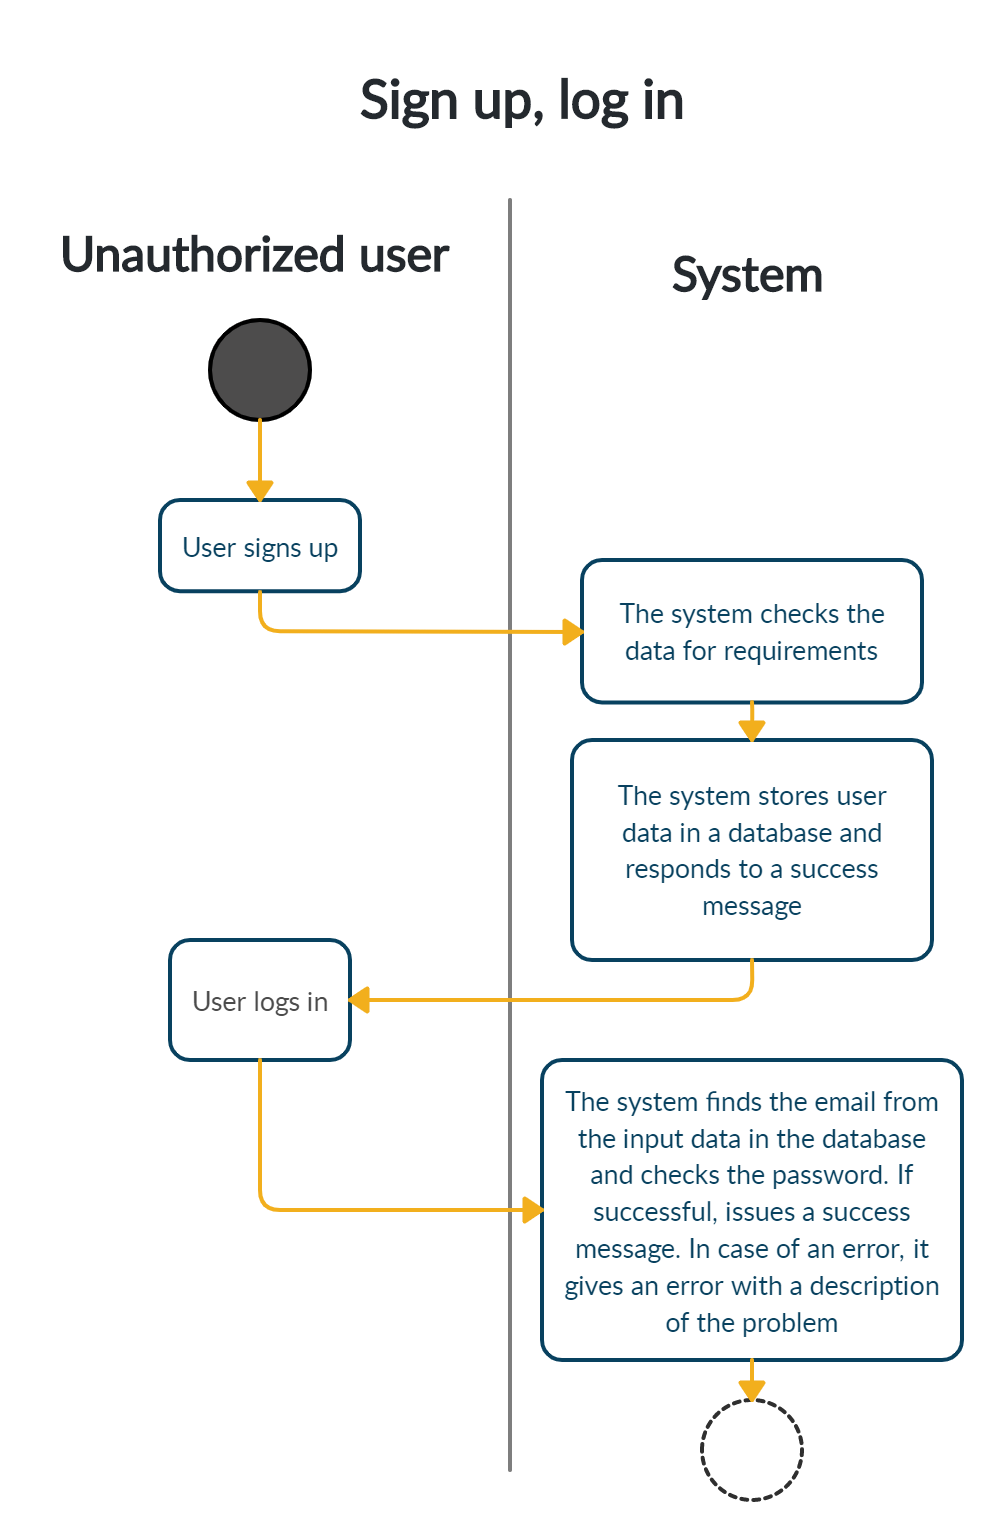 Sign up, log in
Unauthorized user
System
User signs up
The system checks the
data for requirements
The system stores user
data in a database and
responds to a success
message
User logs in
The system finds the email from
the input data in the database
and checks the password. If
successful, issues a success
message. In case of an error, it
gives an error with a description
of the problem